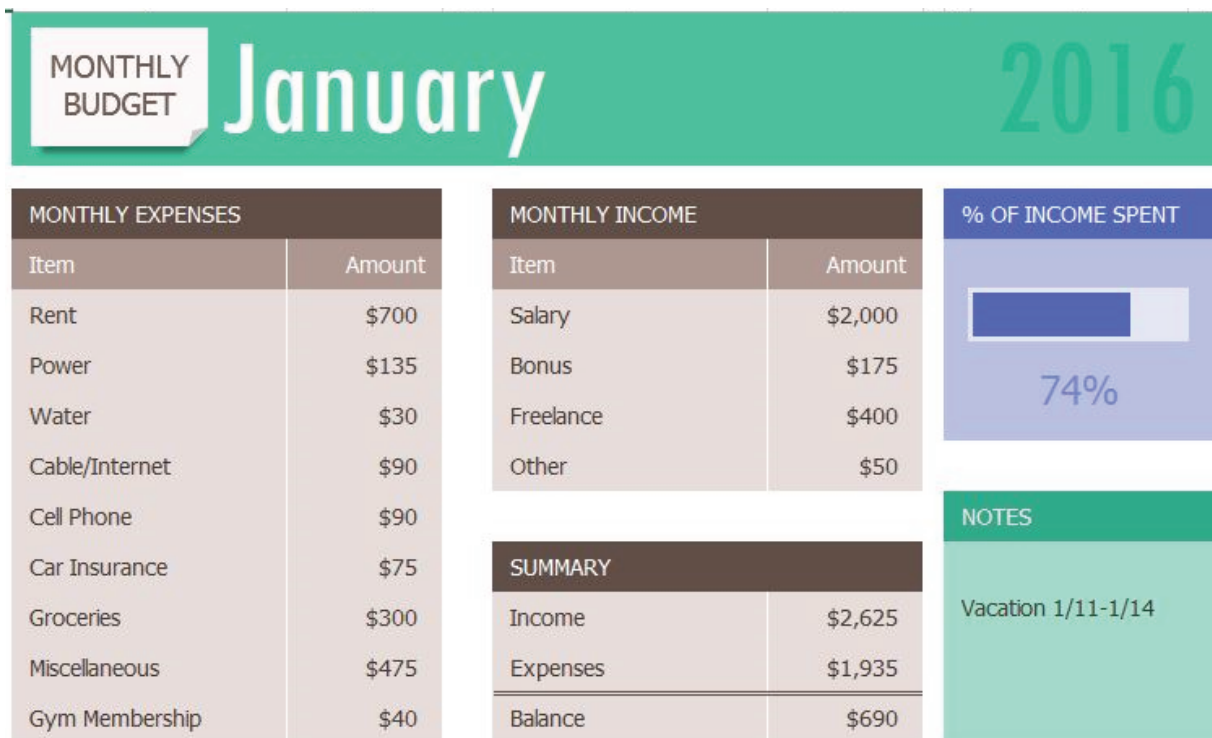 MONTHLY
BUDGET
January
2016
MONTHLY EXPENSES
Item Amount
Rent $700
Power $135
Water $30
Cable/Internet $90
Cell Phone $90
Car Insurance $75
Groceries $300
Miscellaneous $475
Gym Membership $40
MONTHLY INCOME
Item Amount
Salary $2,000
Bonus $175
Freelance $400
Other $50
SUMMARY
Income $2,625
Expenses $1,935
Balance $690
% OF INCOME SPENT
74%
NOTES
Vacation 1/11-1/14